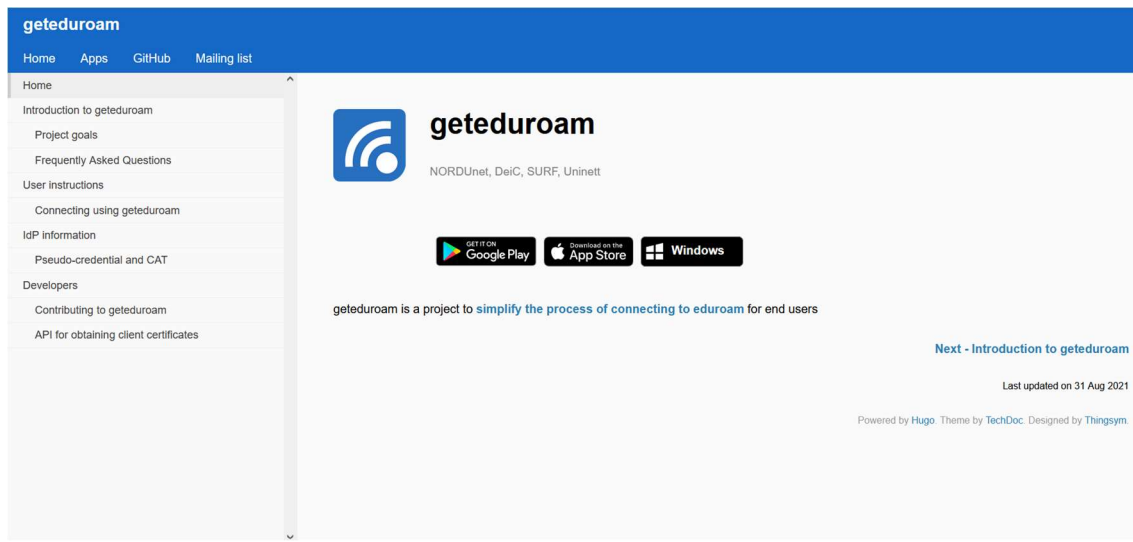 geteduroam
Home Apps GitHub Mailing list
Home
Introduction to geteduroam
Project goals
Frequently Asked Questions
User instructions
Connecting using geteduroam
IdP information
Pseudo-credential and CAT
Developers
Contributing to geteduroam
API for obtaining client certificates
geteduroam
NORDUnet, DeiC, SURF, Uninett
GET IT ON
Google Play
Download on the
App Store
Windows
geteduroam is a project to simplify the process of connecting to eduroam for end users
Next - Introduction to geteduroam
Last updated on 31 Aug 2021
Powered by Hugo. Theme by TechDoc. Designed by Thingsym.